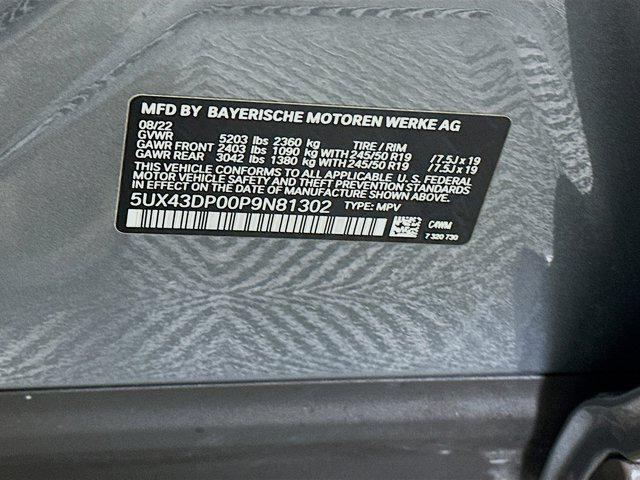 MFD BY BAYERISCHE MOTOREN WERKE AG
08/22
GVWR 5203 lbs 2360 kg TIRE / RIM
GAWR FRONT 2403 lbs 1090 kg WITH 245/50 R19 /7.5J x 19
GAWR REAR 3042 lbs 1380 kg WITH 245/50 R19 /7.5J x 19
THIS VEHICLE CONFORMS TO ALL APPLICABLE U.S. FEDERAL
MOTOR VEHICLE SAFETY AND THEFT PREVENTION STANDARDS
IN EFFECT ON THE DATE OF MANUFACTURE SHOWN ABOVE.
5UX43DP00P9N81302 TYPE: MPV
C4WM
7 320 730